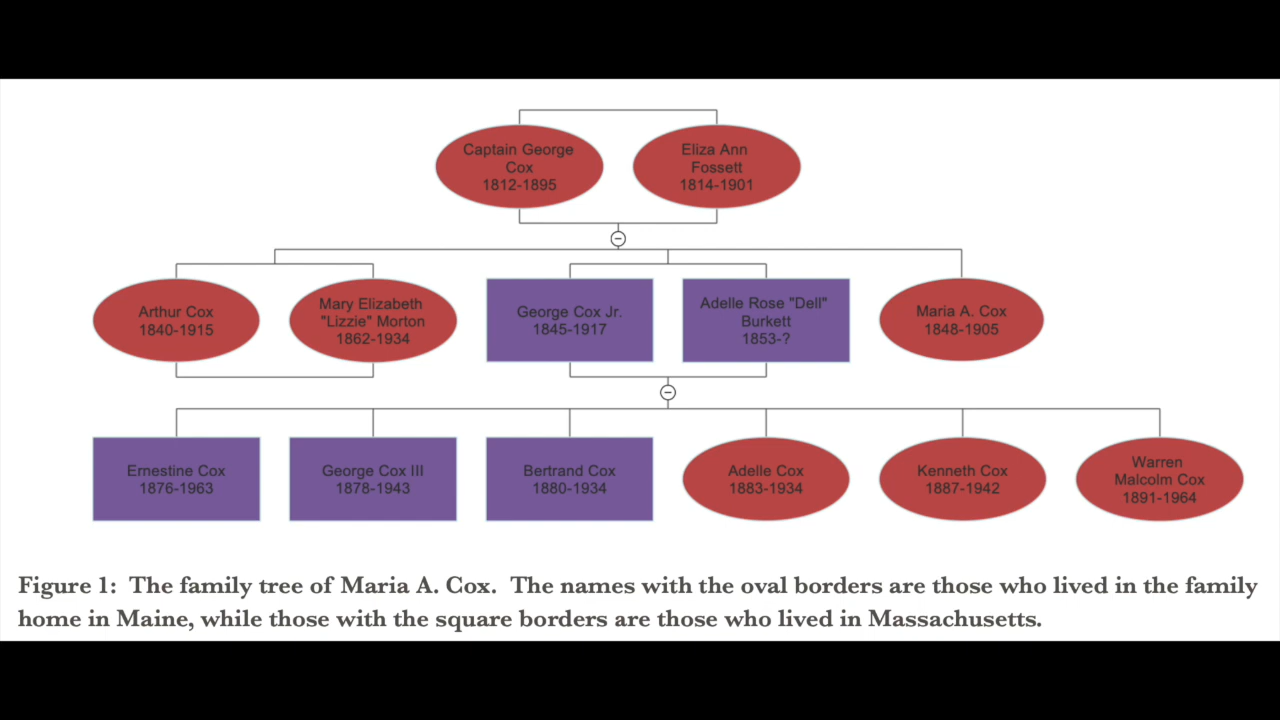 Captain George
Cox
1812-1895
Eliza Ann
Fossett
1814-1901
Arthur Cox
1840-1915
Mary Elizabeth
"Lizzie" Morton
1862-1934
George Cox Jr.
1845-1917
Adelle Rose "Dell"
Burkett
1853-?
Maria A. Cox
1848-1905
Ernestine Cox
1876-1963
George Cox III
1878-1943
Bertrand Cox
1880-1934
Adelle Cox
1883-1934
Kenneth Cox
1887-1942
Warren
Malcolm Cox
1891-1964
Figure 1:  The family tree of Maria A. Cox.  The names with the oval borders are those who lived in the family
home in Maine, while those with the square borders are those who lived in Massachusetts.